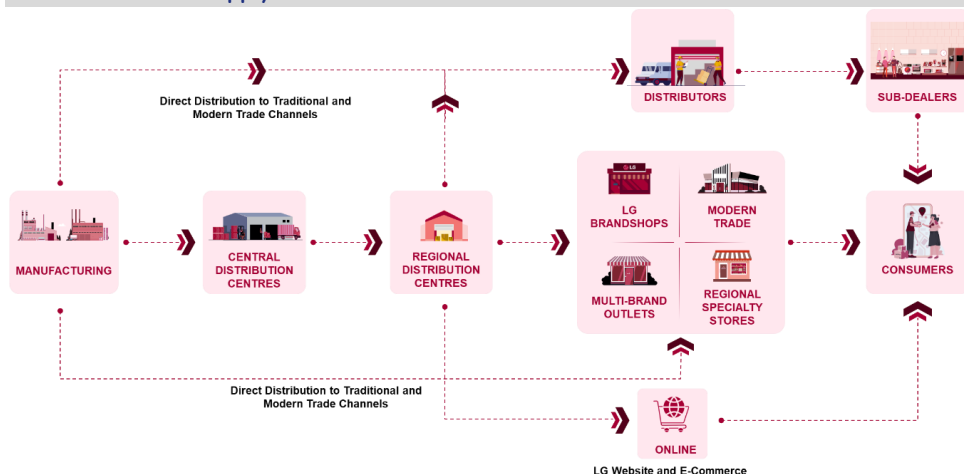 Direct Distribution to Traditional and
Modern Trade Channels
DISTRIBUTORS
SUB-DEALERS
MANUFACTURING
CENTRAL
DISTRIBUTION
CENTRES
REGIONAL
DISTRIBUTION
CENTRES
LG
LG
BRANDSHOPS
MODERN
TRADE
MULTI-BRAND
OUTLETS
REGIONAL
SPECIALTY
STORES
CONSUMERS
Direct Distribution to Traditional and
Modern Trade Channels
ONLINE
LG Website and E-Commerce